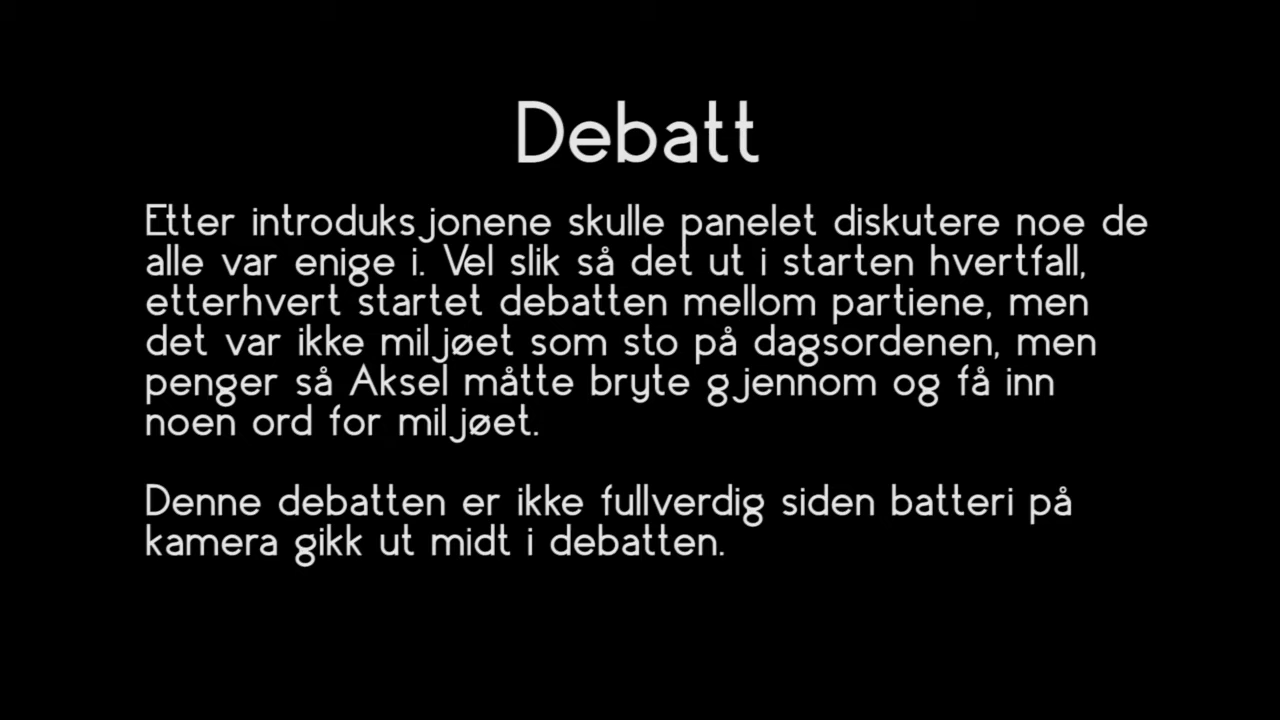 Debatt
Etter introduksjonene skulle panelet diskutere noe de
alle var enige i. Vel slik så det ut i starten hvertfall,
etterhvert startet debatten mellom partiene, men
det var ikke miljøet som sto på dagsordenen, men
penger så Aksel måtte bryte gjennom og få inn
noen ord for miljøet.
Denne debatten er ikke fullverdig siden batteri på
kamera gikk ut midt i debatten.